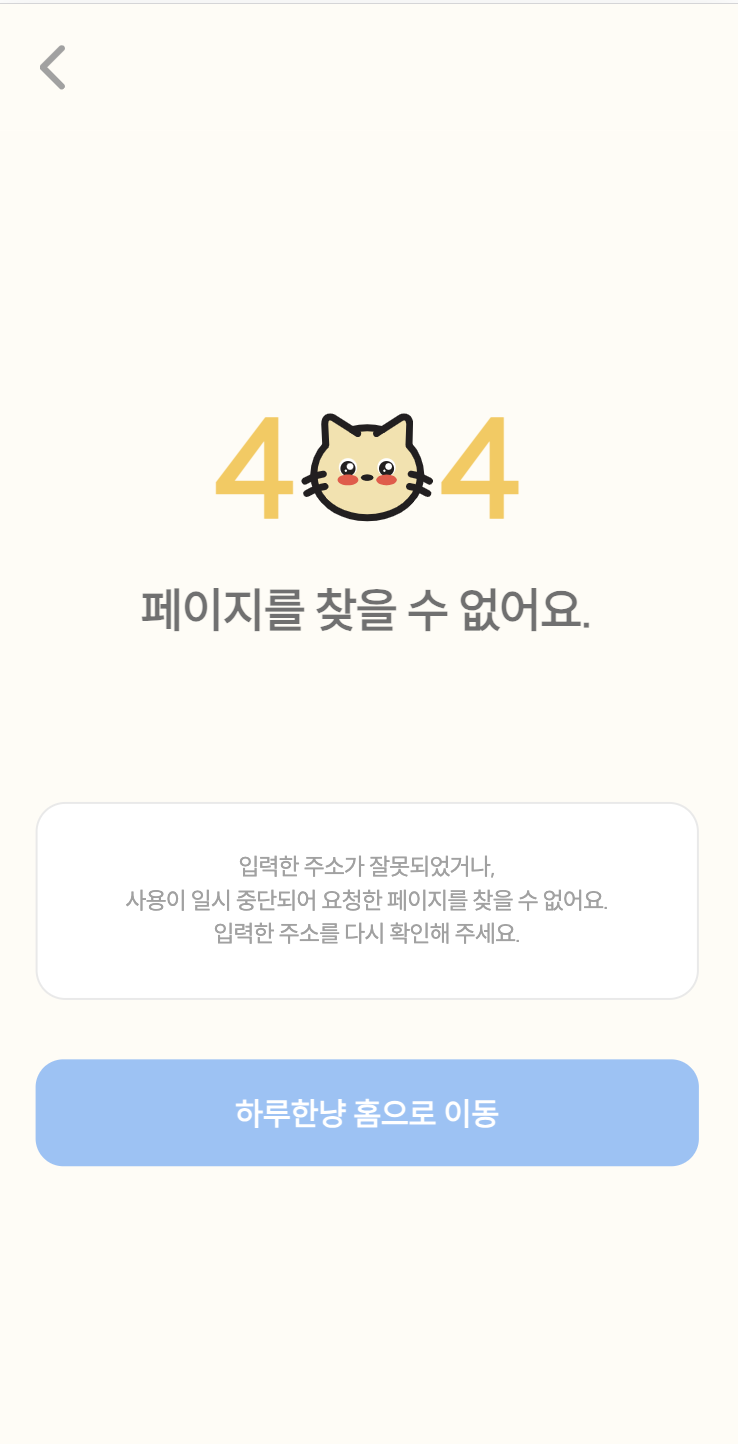 4 4
페이지를 찾을 수 없어요.
입력한 주소가 잘못되었거나,
사용이 일시 중단되어 요청한 페이지를 찾을 수 없어요.
입력한 주소를 다시 확인해 주세요.
하루한냥 홈으로 이동